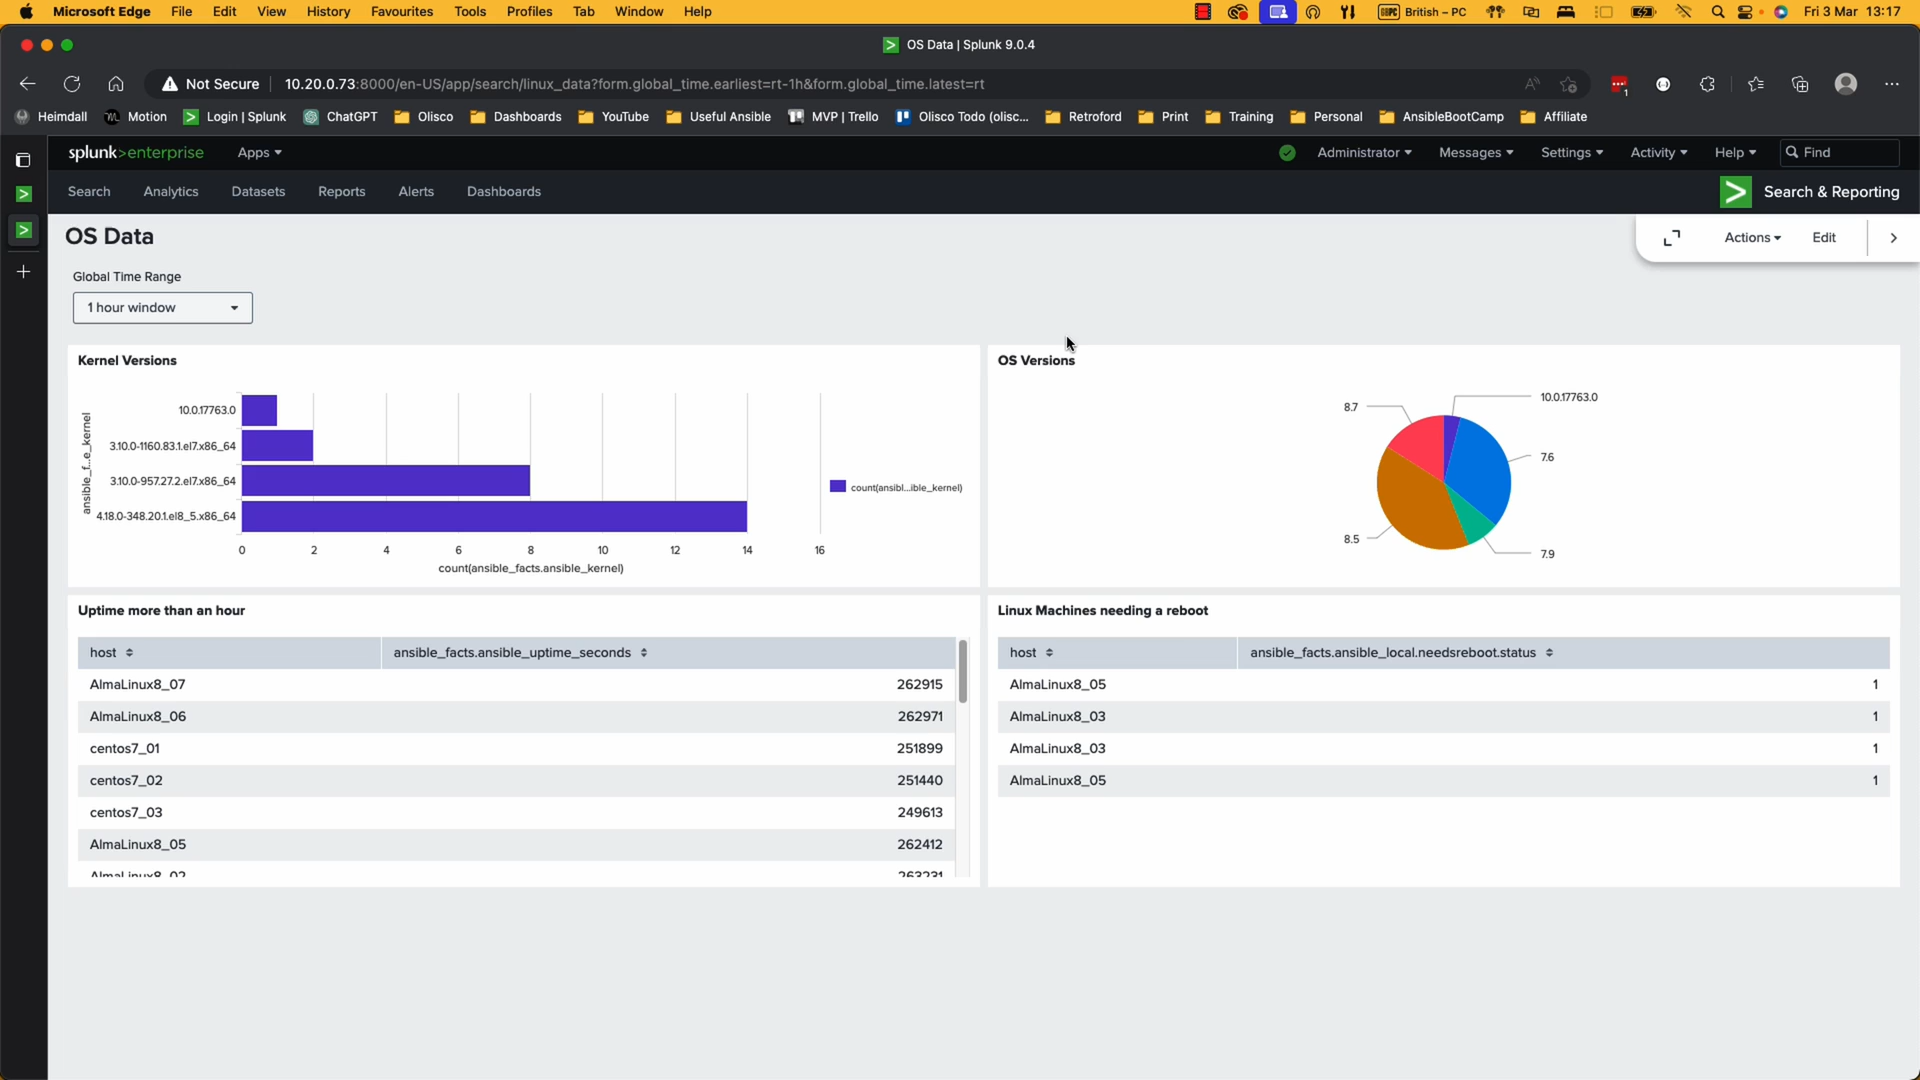 Microsoft Edge File Edit View History Favourites Tools Profiles Tab Window Help British – PC Fri 3 Mar 13:17
OS Data | Splunk 9.0.4
Not Secure 10.20.0.73:8000/en-US/app/search/linux_data?form.global_time.earliest=rt-1h&form.global_time.latest=rt
Heimdall Motion Login | Splunk ChatGPT Olisco Dashboards YouTube Useful Ansible MVP | Trello Olisco Todo (olisc... Retroford Print Training Personal AnsibleBootCamp Affiliate
splunk>enterprise Apps Administrator Messages Settings Activity Help Find
Search Analytics Datasets Reports Alerts Dashboards Search & Reporting
OS Data
Actions Edit
Global Time Range
1 hour window
Kernel Versions
ansible_f...e_kernel
10.0.17763.0
3.10.0-1160.83.1.el7.x86_64
3.10.0-957.27.2.el7.x86_64
4.18.0-348.20.1.el8_5.x86_64
0 2 4 6 8 10 12 14 16
count(ansible_facts.ansible_kernel)
count(ansibl...ible_kernel)
OS Versions
8.7
10.0.17763.0
7.6
8.5
7.9
Uptime more than an hour
host ansible_facts.ansible_uptime_seconds
AlmaLinux8_07 262915
AlmaLinux8_06 262971
centos7_01 251899
centos7_02 251440
centos7_03 249613
AlmaLinux8_05 262412
AlmaLinux8_02 263231
Linux Machines needing a reboot
host ansible_facts.ansible_local.needsreboot.status
AlmaLinux8_05 1
AlmaLinux8_03 1
AlmaLinux8_03 1
AlmaLinux8_05 1